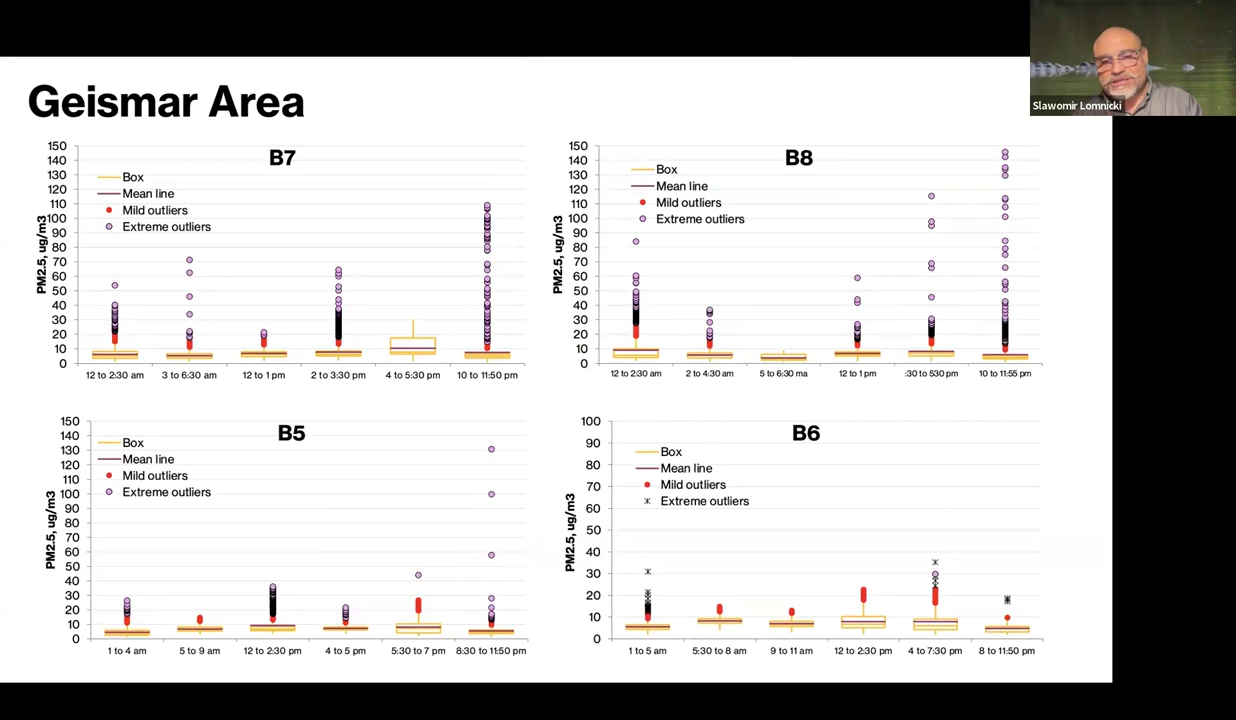 Slawomir Lomnicki
Geismar Area
B7
Box
Mean line
Mild outliers
Extreme outliers
PM2.5, ug/m3
150
140
130
120
110
100
90
80
70
60
50
40
30
20
10
0
12 to 2:30 am 3 to 6:30 am 12 to 1 pm 2 to 3:30 pm 4 to 5:30 pm 10 to 11:50 pm
B8
Box
Mean line
Mild outliers
Extreme outliers
PM2.5, ug/m3
150
140
130
120
110
100
90
80
70
60
50
40
30
20
10
0
12 to 2:30 am 2 to 4:30 am 5 to 6:30 ma 12 to 1 pm :30 to 530 pm 10 to 11:55 pm
B5
Box
Mean line
Mild outliers
Extreme outliers
PM2.5, ug/m3
150
140
130
120
110
100
90
80
70
60
50
40
30
20
10
0
1 to 4 am 5 to 9 am 12 to 2:30 pm 4 to 5 pm 5:30 to 7 pm 8:30 to 11:50 pm
B6
Box
Mean line
Mild outliers
Extreme outliers
PM2.5, ug/m3
100
90
80
70
60
50
40
30
20
10
0
1 to 5 am 5:30 to 8 am 9 to 11 am 12 to 2:30 pm 4 to 7:30 pm 8 to 11:50 pm